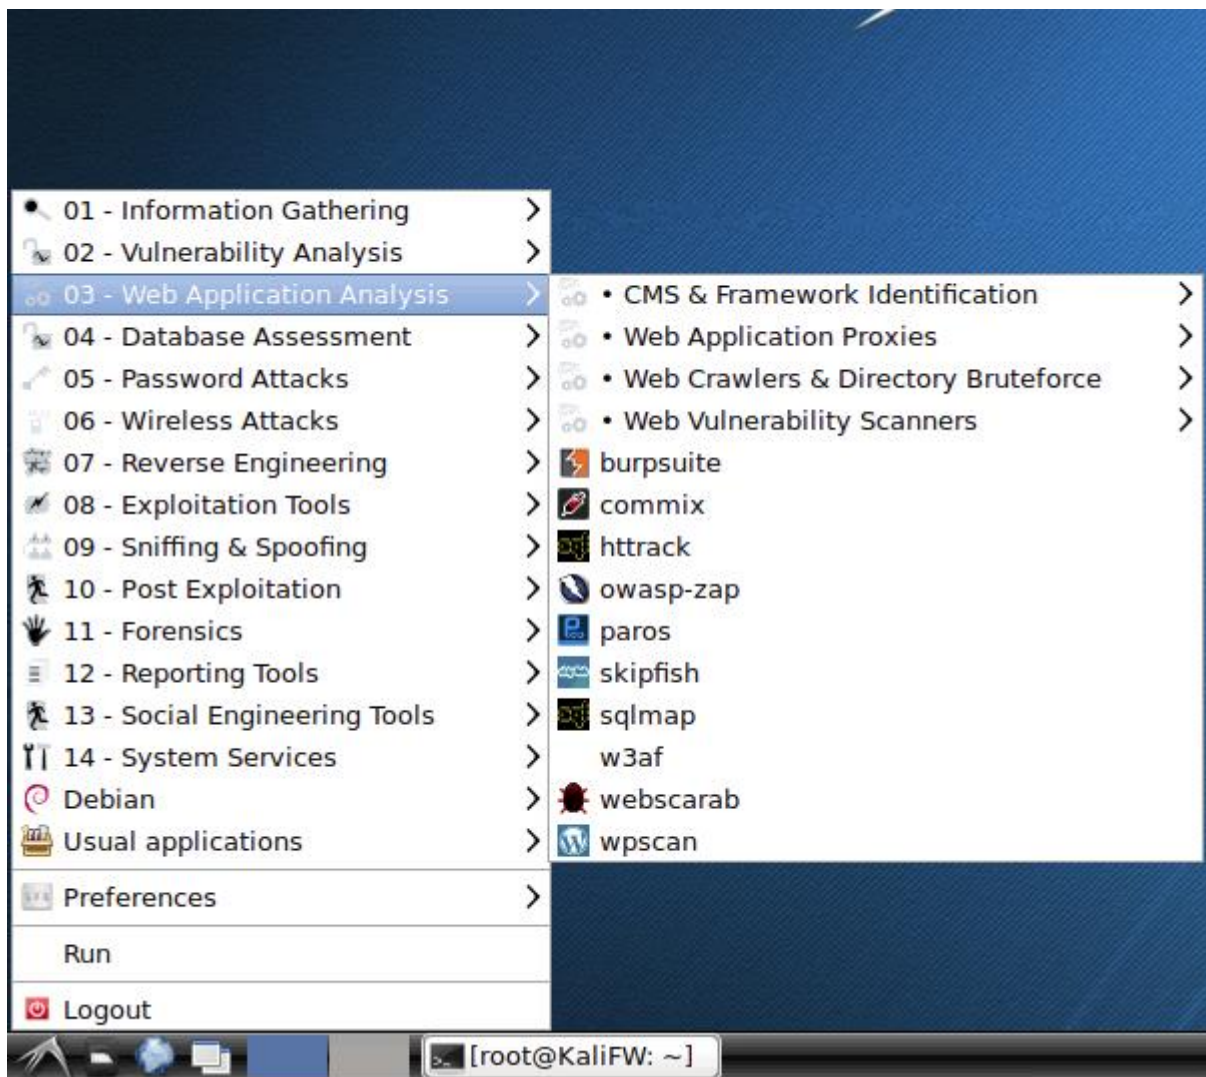 01 - Information Gathering
02 - Vulnerability Analysis
03 - Web Application Analysis
04 - Database Assessment
05 - Password Attacks
06 - Wireless Attacks
07 - Reverse Engineering
08 - Exploitation Tools
09 - Sniffing & Spoofing
10 - Post Exploitation
11 - Forensics
12 - Reporting Tools
13 - Social Engineering Tools
14 - System Services
Debian
Usual applications
Preferences
Run
Logout
• CMS & Framework Identification
• Web Application Proxies
• Web Crawlers & Directory Bruteforce
• Web Vulnerability Scanners
burpsuite
commix
httrack
owasp-zap
paros
skipfish
sqlmap
w3af
webscarab
wpscan
[root@KaliFW: ~]